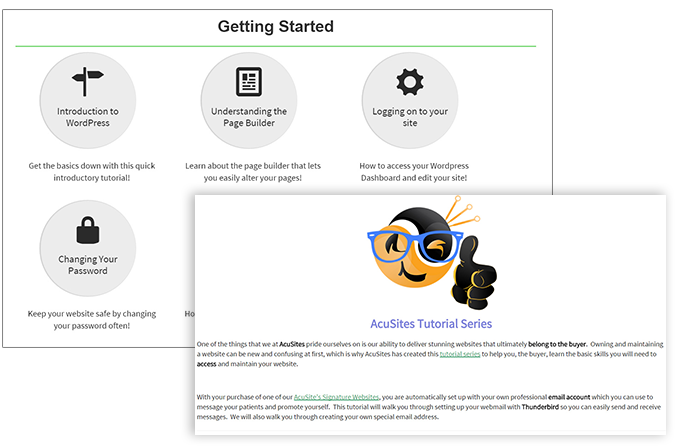 Getting Started
Introduction to
WordPress
Understanding the
Page Builder
Logging on to your
site
Get the basics down with this quick
introductory tutorial!
Learn about the page builder that lets
you easily alter your pages!
How to access your Wordpress
Dashboard and edit your site!
Changing Your
Password
Keep your website safe by changing
your password often!
Ho
AcuSites Tutorial Series
One of the things that we at AcuSites pride ourselves on is our ability to deliver stunning websites that ultimately belong to the buyer. Owning and maintaining
a website can be new and confusing at first, which is why AcuSites has created this tutorial series to help you, the buyer, learn the basic skills you will need to
access and maintain your website.
With your purchase of one of our AcuSite's Signature Websites, you are automatically set up with your own professional email account which you can use to
message your patients and promote yourself. This tutorial will walk you through setting up your webmail with Thunderbird so you can easily send and receive
messages. We will also walk you through creating your own special email address.